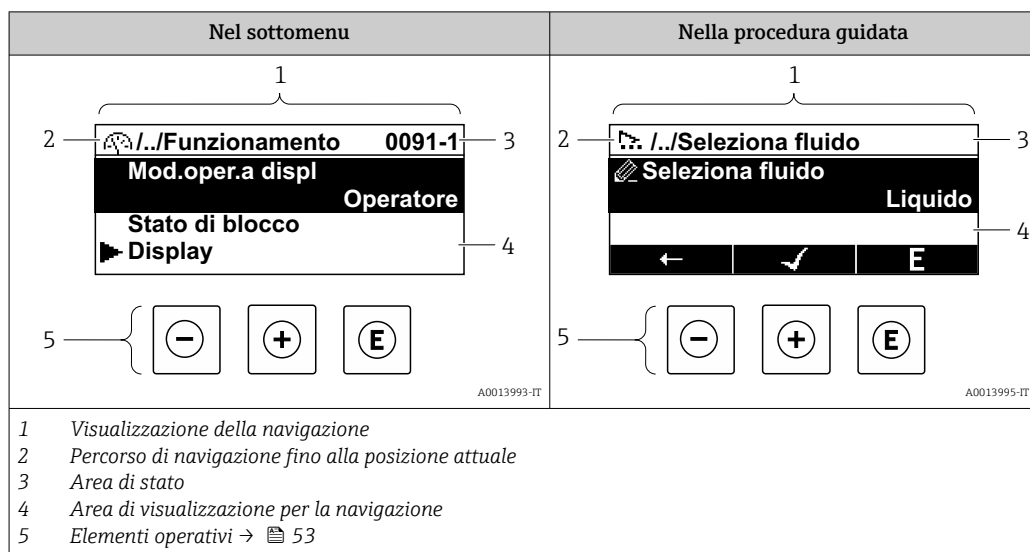 Nel sottomenu
Nella procedura guidata
1
2
/../Funzionamento 0091-1
3
Mod.oper.a displ
Operatore
Stato di blocco
Display
4
5
E
A0013993-IT
1
2
/../Seleziona fluido
3
Seleziona fluido
Liquido
4
E
5
E
A0013995-IT
1 Visualizzazione della navigazione
2 Percorso di navigazione fino alla posizione attuale
3 Area di stato
4 Area di visualizzazione per la navigazione
5 Elementi operativi → 53